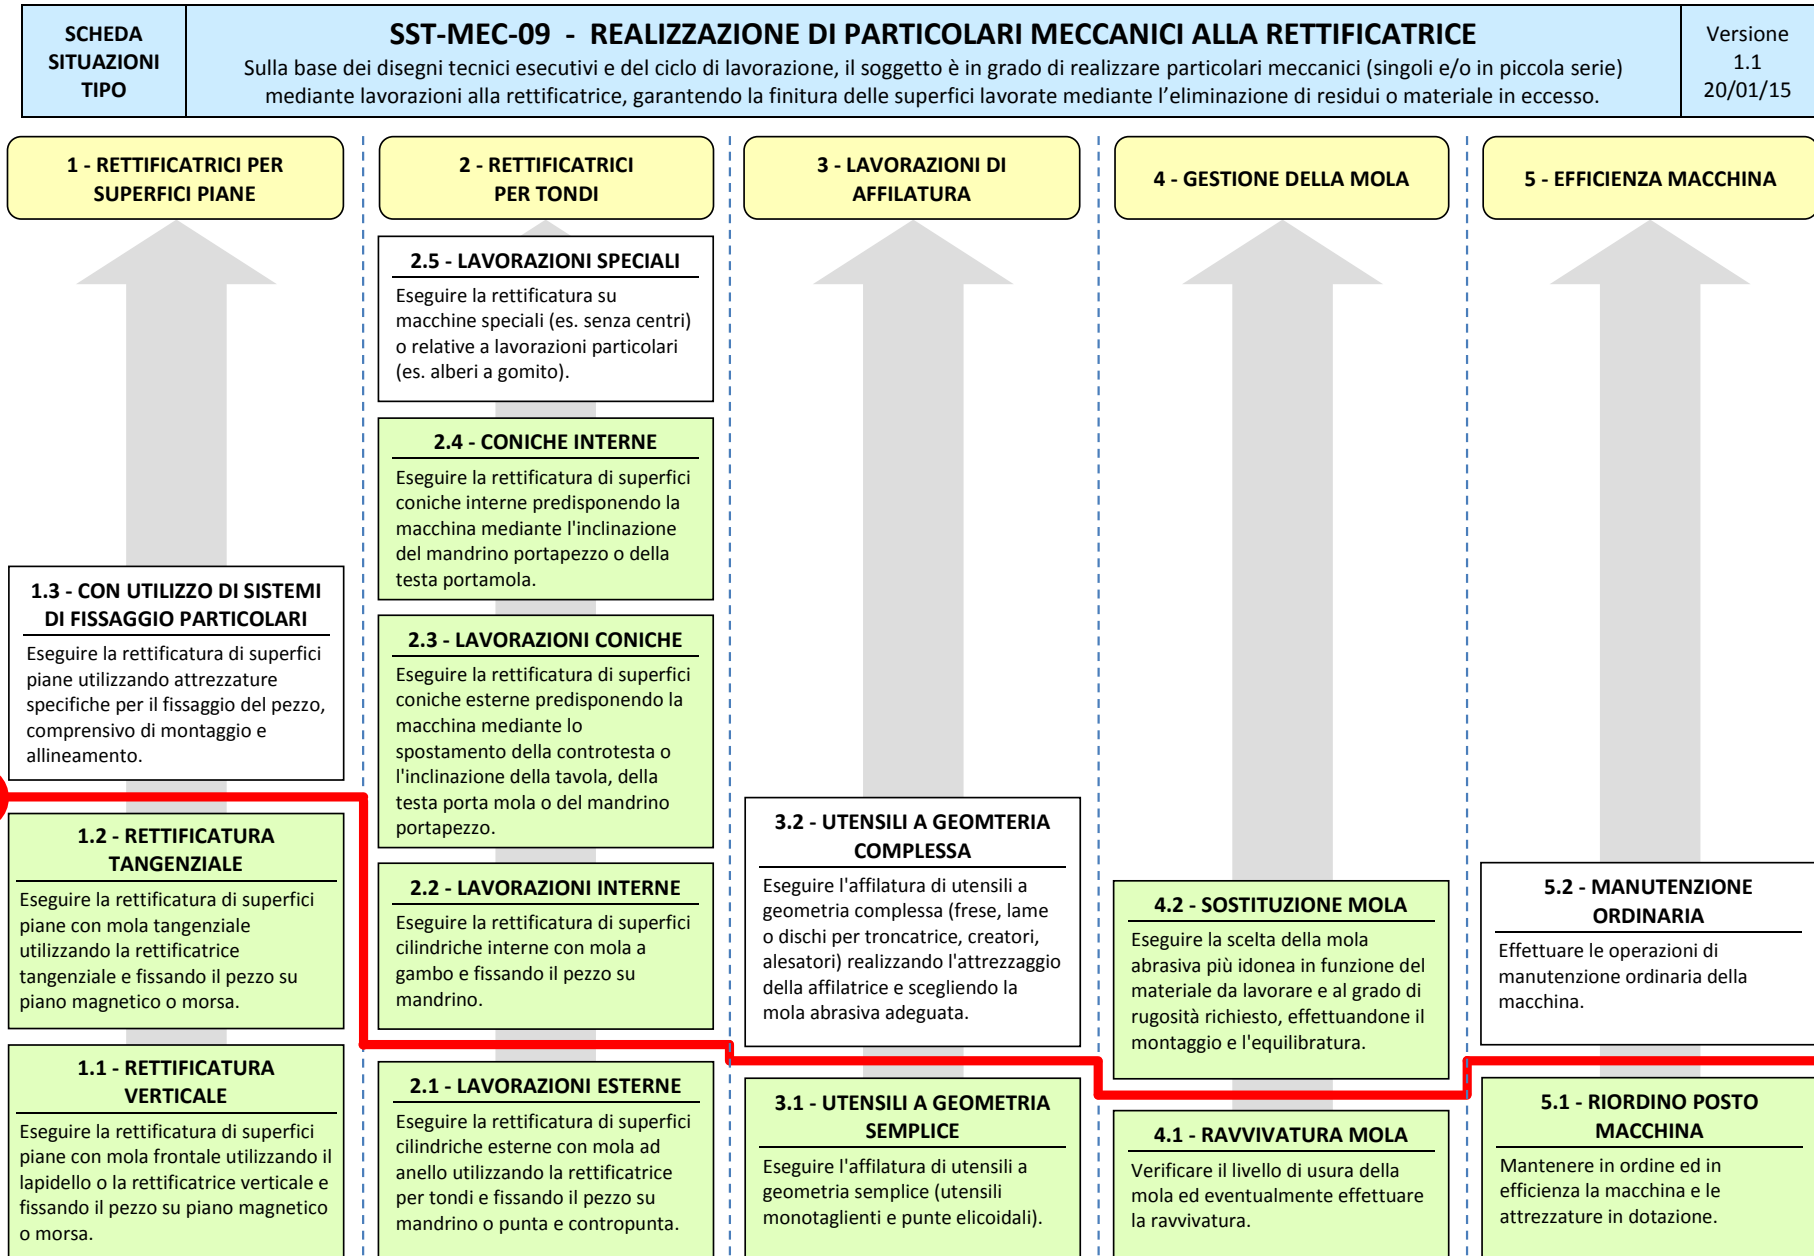 SCHEDA
SITUAZIONI
TIPO
SST-MEC-09 - REALIZZAZIONE DI PARTICOLARI MECCANICI ALLA RETTIFICATRICE
Sulla base dei disegni tecnici esecutivi e del ciclo di lavorazione, il soggetto è in grado di realizzare particolari meccanici (singoli e/o in piccola serie)
mediante lavorazioni alla rettificatrice, garantendo la finitura delle superfici lavorate mediante l’eliminazione di residui o materiale in eccesso.
Versione
1.1
20/01/15
1 - RETTIFICATRICI PER
SUPERFICI PIANE
1.3 - CON UTILIZZO DI SISTEMI
DI FISSAGGIO PARTICOLARI
Eseguire la rettificatura di superfici
piane utilizzando attrezzature
specifiche per il fissaggio del pezzo,
comprensivo di montaggio e
allineamento.
1.2 - RETTIFICATURA
TANGENZIALE
Eseguire la rettificatura di superfici
piane con mola tangenziale
utilizzando la rettificatrice
tangenziale e fissando il pezzo su
piano magnetico o morsa.
1.1 - RETTIFICATURA
VERTICALE
Eseguire la rettificatura di superfici
piane con mola frontale utilizzando il
lapidello o la rettificatrice verticale e
fissando il pezzo su piano magnetico
o morsa.
2 - RETTIFICATRICI
PER TONDI
2.5 - LAVORAZIONI SPECIALI
Eseguire la rettificatura su
macchine speciali (es. senza centri)
o relative a lavorazioni particolari
(es. alberi a gomito).
2.4 - CONICHE INTERNE
Eseguire la rettificatura di superfici
coniche interne predisponendo la
macchina mediante l'inclinazione
del mandrino portapezzo o della
testa portamola.
2.3 - LAVORAZIONI CONICHE
Eseguire la rettificatura di superfici
coniche esterne predisponendo la
macchina mediante lo
spostamento della controtesta o
l'inclinazione della tavola, della
testa porta mola o del mandrino
portapezzo.
2.2 - LAVORAZIONI INTERNE
Eseguire la rettificatura di superfici
cilindriche interne con mola a
gambo e fissando il pezzo su
mandrino.
2.1 - LAVORAZIONI ESTERNE
Eseguire la rettificatura di superfici
cilindriche esterne con mola ad
anello utilizzando la rettificatrice
per tondi e fissando il pezzo su
mandrino o punta e contropunta.
3 - LAVORAZIONI DI
AFFILATURA
3.2 - UTENSILI A GEOMTERIA
COMPLESSA
Eseguire l'affilatura di utensili a
geometria complessa (frese, lame
o dischi per troncatrice, creatori,
alesatori) realizzando l'attrezzaggio
della affilatrice e scegliendo la
mola abrasiva adeguata.
3.1 - UTENSILI A GEOMETRIA
SEMPLICE
Eseguire l'affilatura di utensili a
geometria semplice (utensili
monotaglienti e punte elicoidali).
4 - GESTIONE DELLA MOLA
4.2 - SOSTITUZIONE MOLA
Eseguire la scelta della mola
abrasiva più idonea in funzione del
materiale da lavorare e al grado di
rugosità richiesto, effettuandone il
montaggio e l'equilibratura.
4.1 - RAVVIVATURA MOLA
Verificare il livello di usura della
mola ed eventualmente effettuare
la ravvivatura.
5 - EFFICIENZA MACCHINA
5.2 - MANUTENZIONE
ORDINARIA
Effettuare le operazioni di
manutenzione ordinaria della
macchina.
5.1 - RIORDINO POSTO
MACCHINA
Mantenere in ordine ed in
efficienza la macchina e le
attrezzature in dotazione.